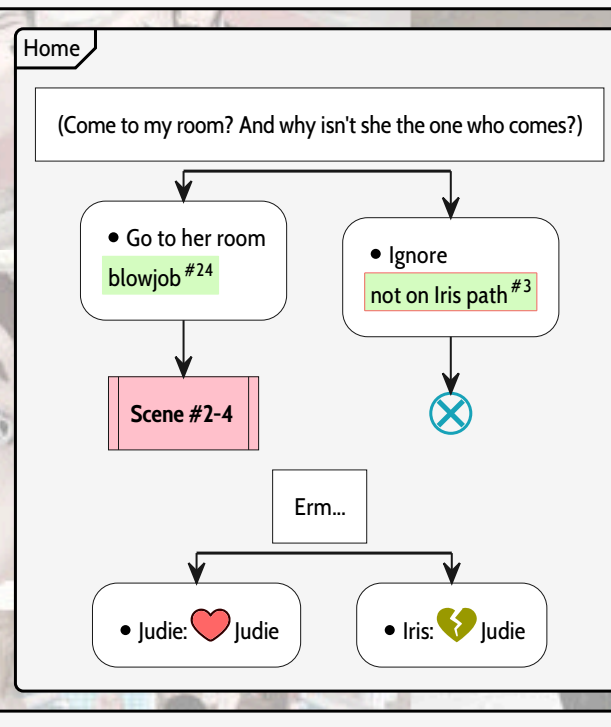 Home
(Come to my room? And why isn't she the one who comes?)
• Go to her room
blowjob #24
• Ignore
not on Iris path #3
Scene #2-4
Erm...
• Judie: Judie
• Iris: Judie